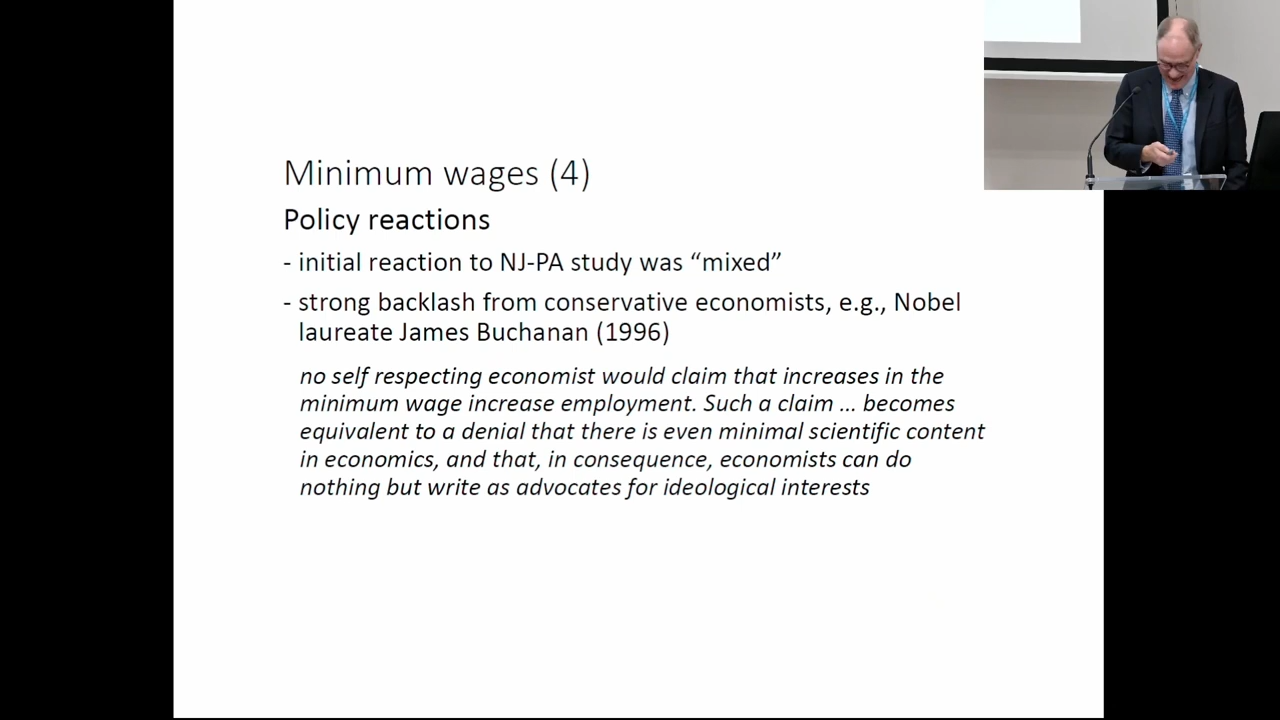 Minimum wages (4)
Policy reactions
- initial reaction to NJ-PA study was “mixed”
- strong backlash from conservative economists, e.g., Nobel
laureate James Buchanan (1996)
no self respecting economist would claim that increases in the
minimum wage increase employment. Such a claim ... becomes
equivalent to a denial that there is even minimal scientific content
in economics, and that, in consequence, economists can do
nothing but write as advocates for ideological interests